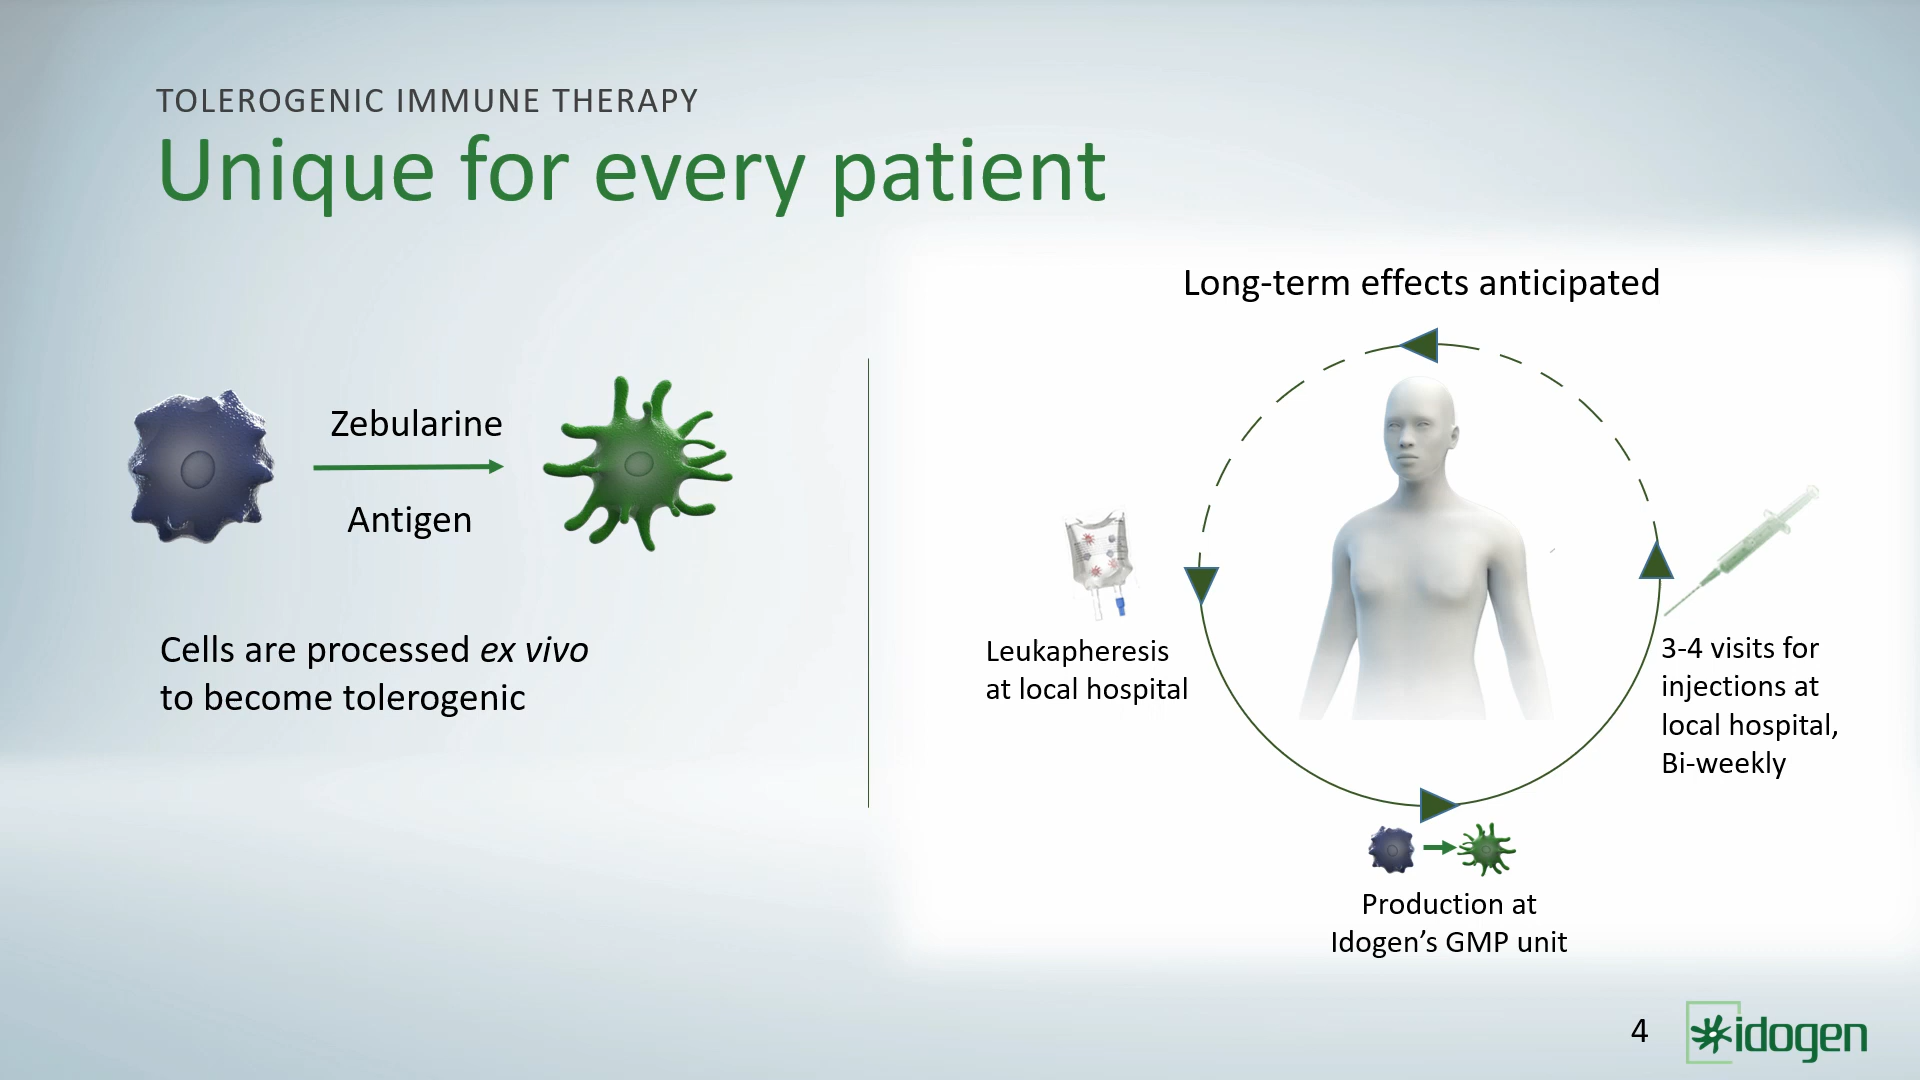 TOLEROGENIC IMMUNE THERAPY
Unique for every patient
Zebularine
Antigen
Cells are processed ex vivo
to become tolerogenic
Long-term effects anticipated
Leukapheresis
at local hospital
3-4 visits for
injections at
local hospital,
Bi-weekly
Production at
Idogen’s GMP unit
4
idogen